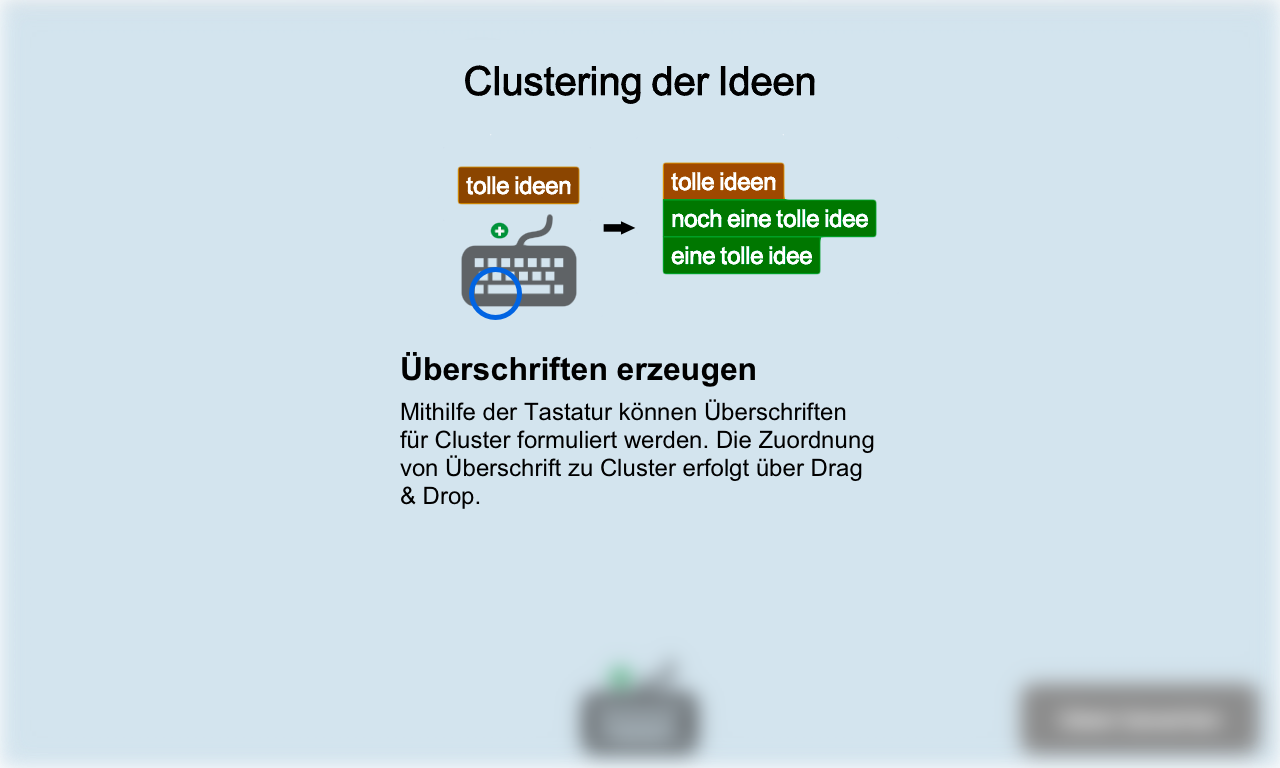 Clustering der Ideen
tolle ideen
tolle ideen
noch eine tolle idee
eine tolle idee
Überschriften erzeugen
Mithilfe der Tastatur können Überschriften
für Cluster formuliert werden. Die Zuordnung
von Überschrift zu Cluster erfolgt über Drag
& Drop.